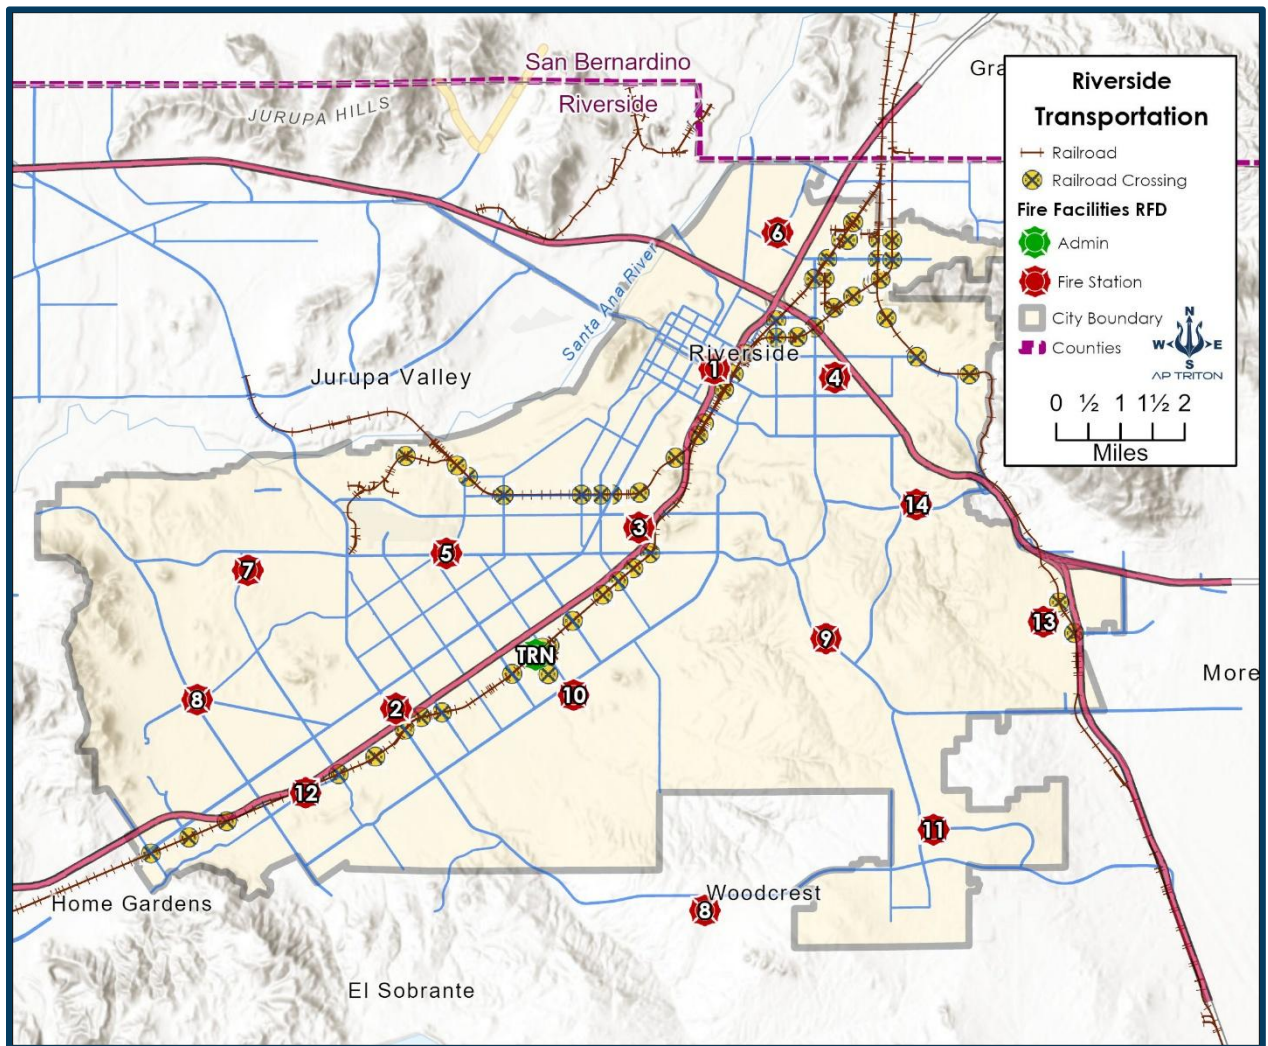 San Bernardino
Riverside
JURUPA HILLS
Gra
Riverside
Transportation
Railroad
Railroad Crossing
Fire Facilities RFD
Admin
Fire Station
City Boundary
Counties
N
W E
S
AP TRITON
0 ½ 1 1½ 2
Miles
6
Santa Ana River
Riverside
1
4
Jurupa Valley
14
3
5
7
13
9
TRN
10
More
8
2
12
11
Woodcrest
8
Home Gardens
El Sobrante